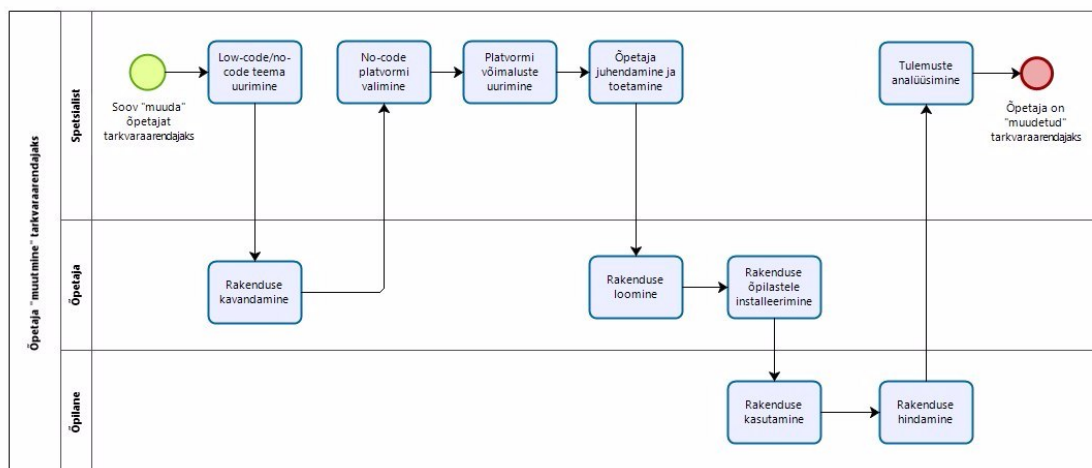 Õpetaja "muutmine" tarkvaraarendajaks
Spetsialist
Soov "muuda"
õpetajat
tarkvaraarendajaks
Low-code/no-
code teema
uurimine
No-code
platvormi
valimine
Platvormi
võimaluste
uurimine
Õpetaja
juhendamine ja
toetamine
Tulemuste
analüüsimine
Õpetaja on
"muudetud"
tarkvaraarendajaks
Õpetaja
Rakenduse
kavandamine
Rakenduse
loomine
Rakenduse
õpilastele
installeerimine
Õpilane
Rakenduse
kasutamine
Rakenduse
hindamine